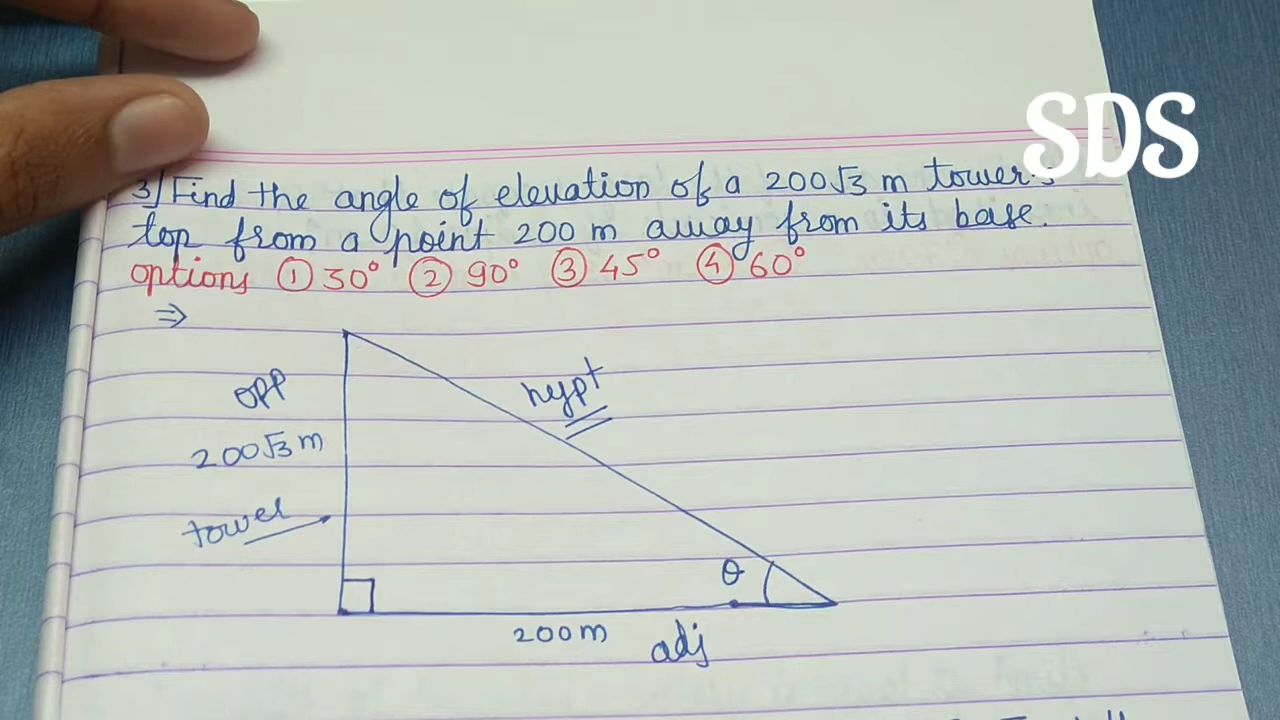 SDS
3) Find the angle of elevation of a 200√3 m tower's
top from a point 200 m away from its base.
options ① 30° ② 90° ③ 45° ④ 60°
⇒
opp
hypt
200√3 m
tower
θ
200m
adj